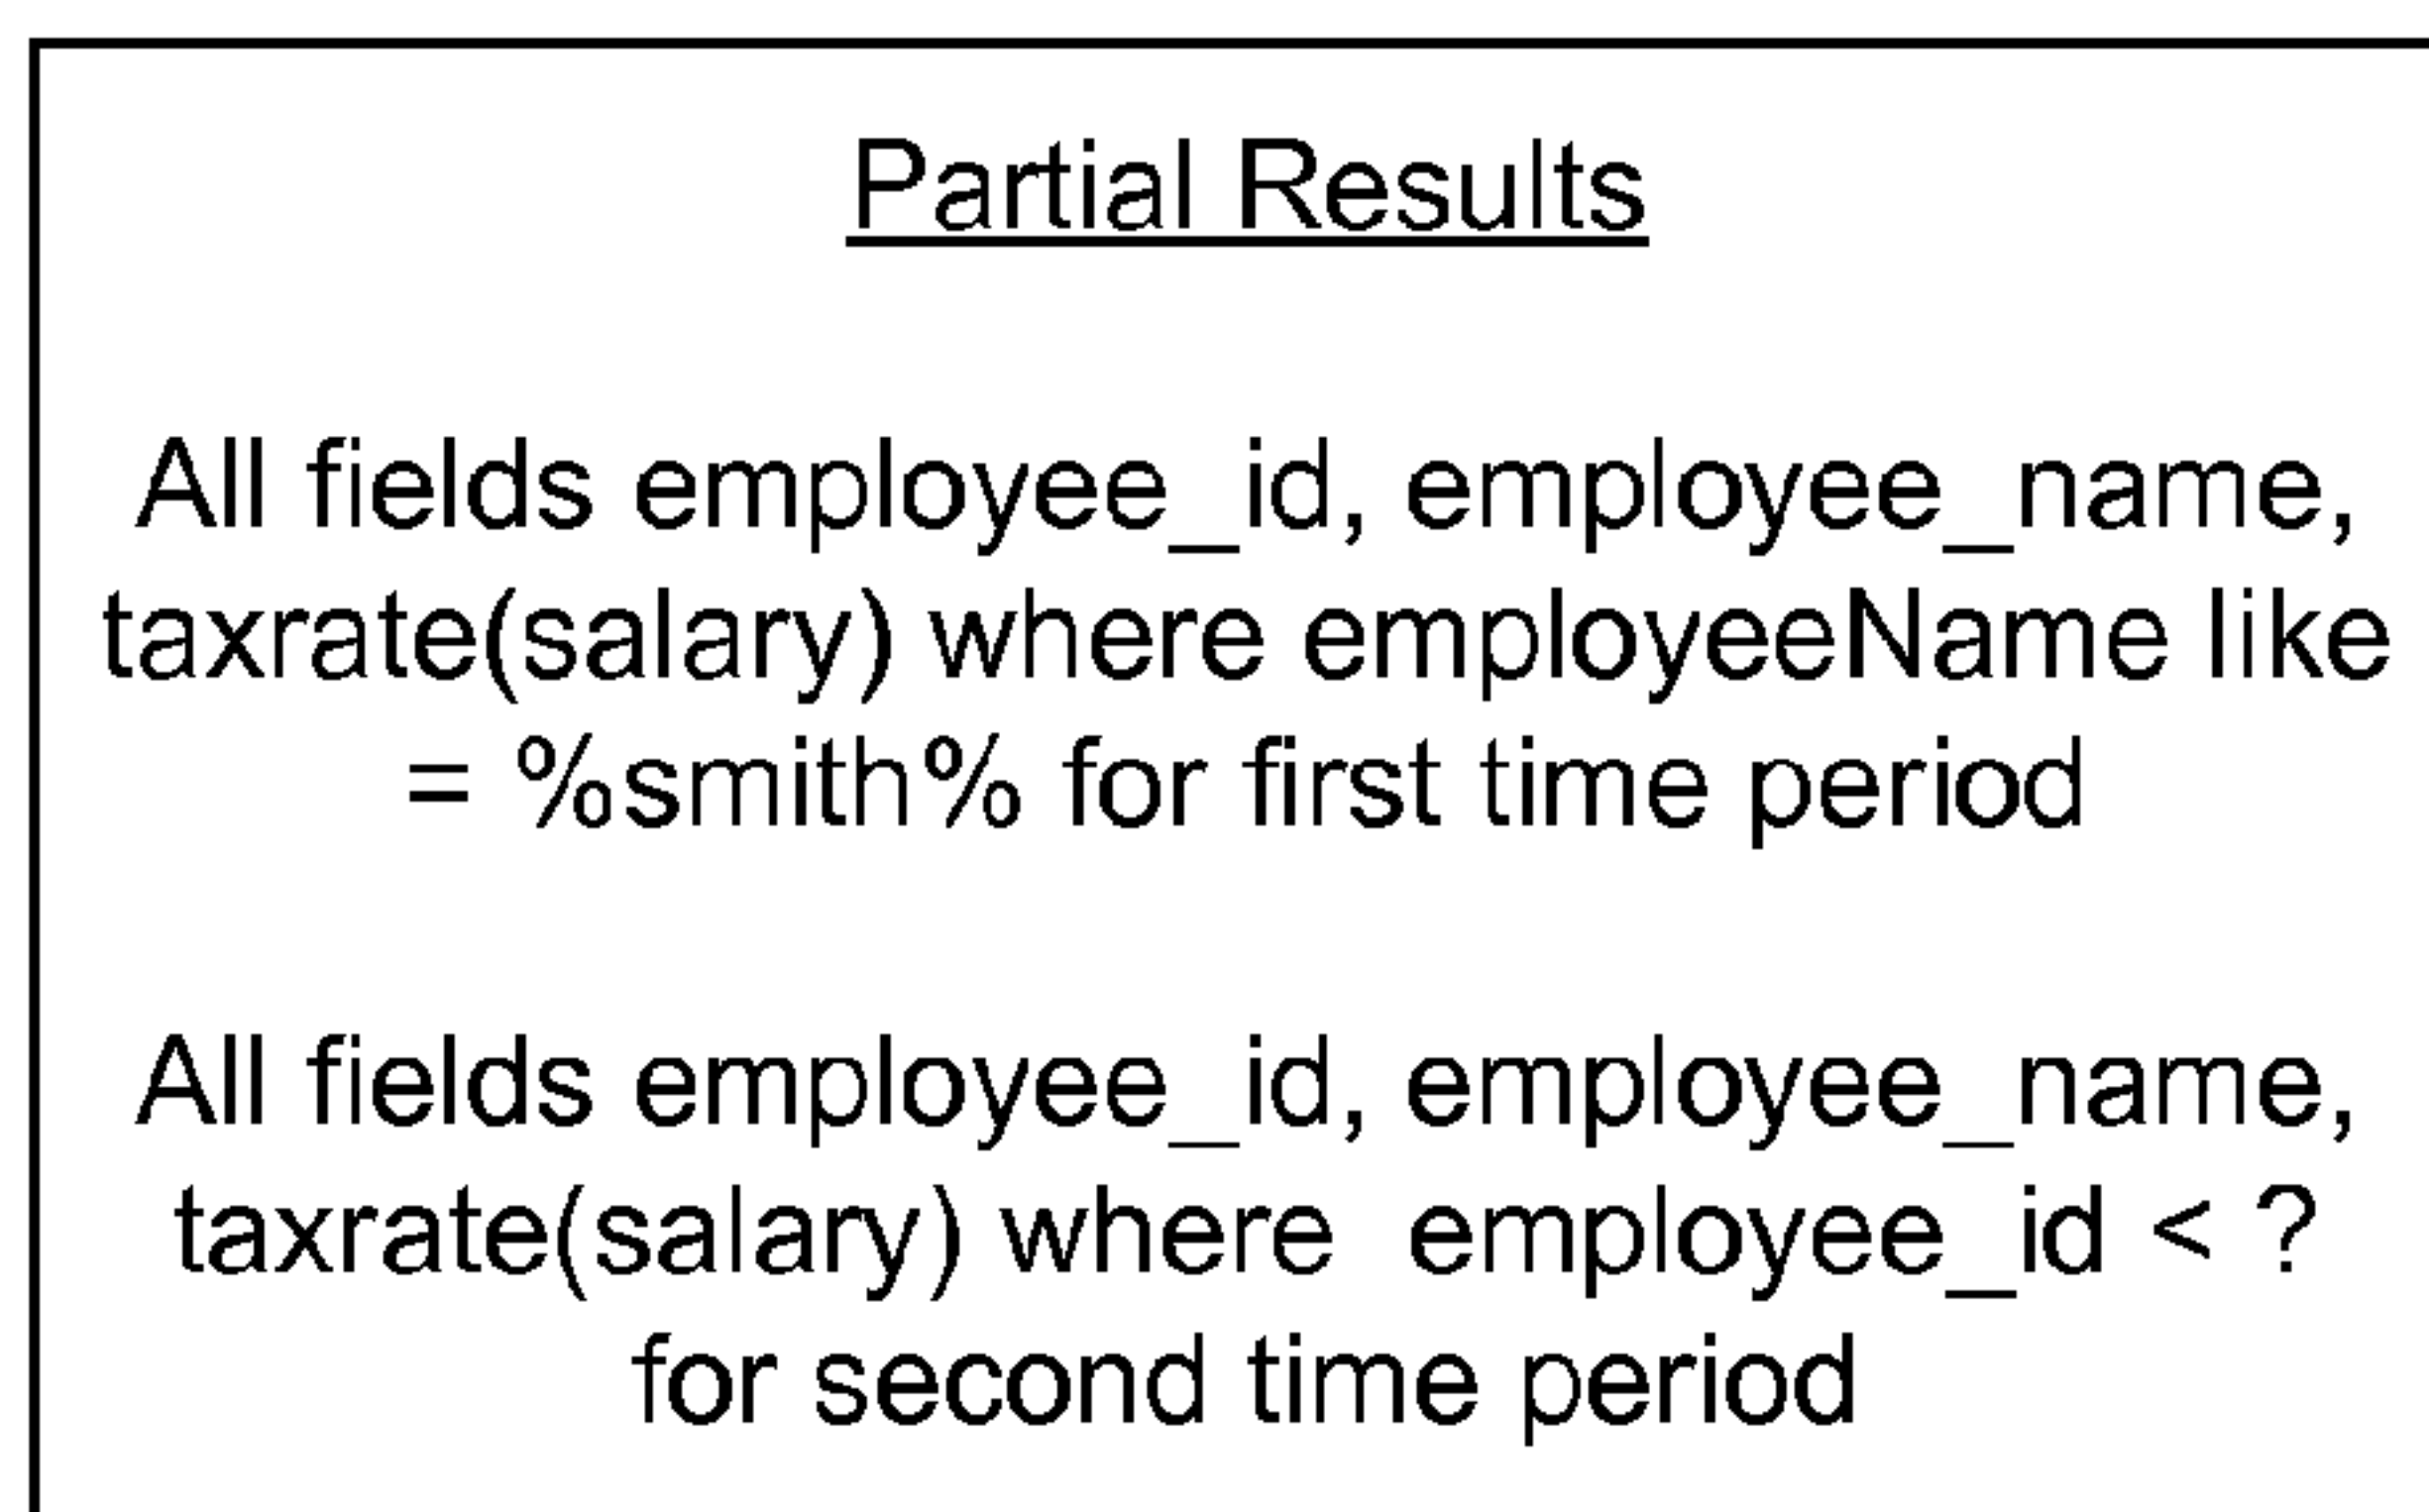 Partial Results
All fields employee_id, employee_name,
taxrate(salary) where employeeName like
= %smith% for first time period
All fields employee_id, employee_name,
taxrate(salary) where employee_id < ?
for second time period